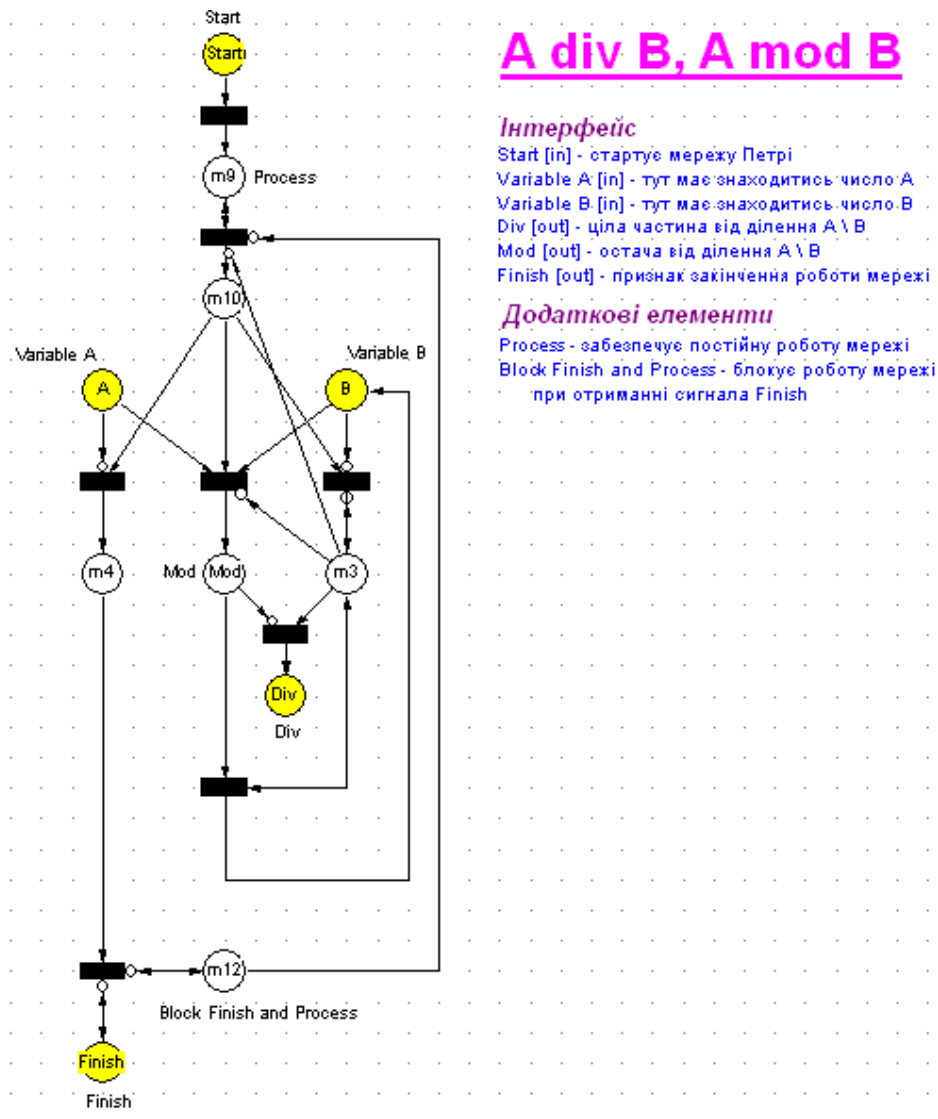 Start
Start
A div B, A mod B
Інтерфейс
Start [in] - стартує мережу Петрі
m9 Process
Variable A [in] - тут має знаходитись число А
Variable B [in] - тут має знаходитись число В
Div [out] - ціла частина від ділення A \ B
Mod [out] - остача від ділення A \ B
Finish [out] - признак закінчення роботи мережі
m10
Додаткові елементи
Process - забезпечує постійну роботу мережі
Block Finish and Process - блокує роботу мережі
при отриманні сигнала Finish
Variable A
Variable B
A
B
m4
Mod
Mod
m3
Div
Div
m12
Block Finish and Process
Finish
Finish